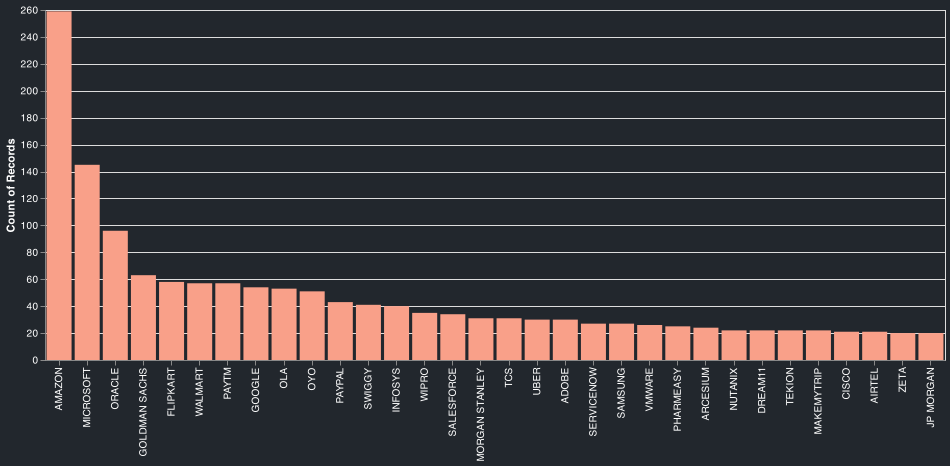 Count of Records
260
240
220
200
180
160
140
120
100
80
60
40
20
0
AMAZON
MICROSOFT
ORACLE
GOLDMAN SACHS
FLIPKART
WALMART
PAYTM
GOOGLE
OLA
OYO
PAYPAL
SWIGGY
INFOSYS
WIPRO
SALESFORCE
MORGAN STANLEY
TCS
UBER
ADOBE
SERVICENOW
SAMSUNG
VMWARE
PHARMEASY
ARCESIUM
NUTANIX
DREAM11
TEKION
MAKEMYTRIP
CISCO
AIRTEL
ZETA
JP MORGAN